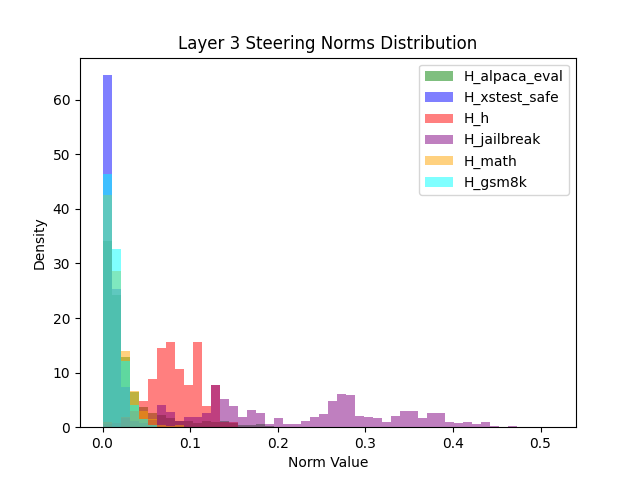 Layer 3 Steering Norms Distribution
H_alpaca_eval
H_xstest_safe
H_h
H_jailbreak
H_math
H_gsm8k
Density
60
50
40
30
20
10
0
0.0 0.1 0.2 0.3 0.4 0.5
Norm Value